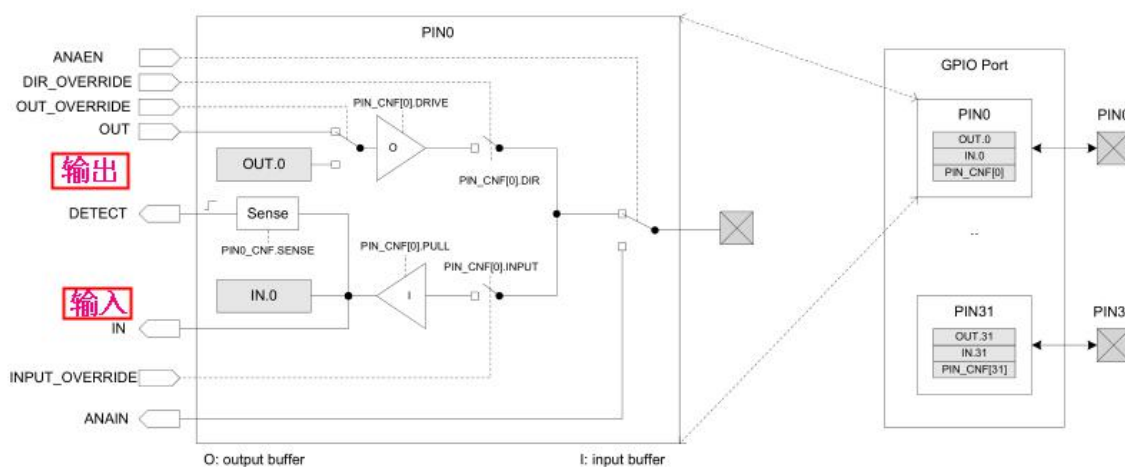 PIN0
ANAEN
DIR_OVERRIDE
OUT_OVERRIDE
OUT
PIN_CNF[0].DRIVE
O
OUT.0
输出
PIN_CNF[0].DIR
DETECT
Sense
PIN0_CNF.SENSE
PIN_CNF[0].PULL
PIN_CNF[0].INPUT
IN.0
I
输入
IN
INPUT_OVERRIDE
ANAIN
O: output buffer
I: input buffer
GPIO Port
PIN0
PIN0
OUT.0
IN.0
PIN_CNF[0]
..
PIN31
PIN3
OUT.31
IN.31
PIN_CNF[31]